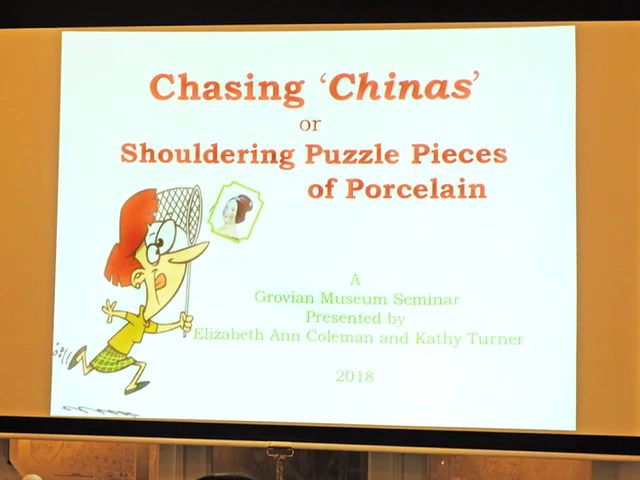 Chasing ‘Chinas’
or
Shouldering Puzzle Pieces
of Porcelain
A
Grovian Museum Seminar
Presented by
Elizabeth Ann Coleman and Kathy Turner
2018